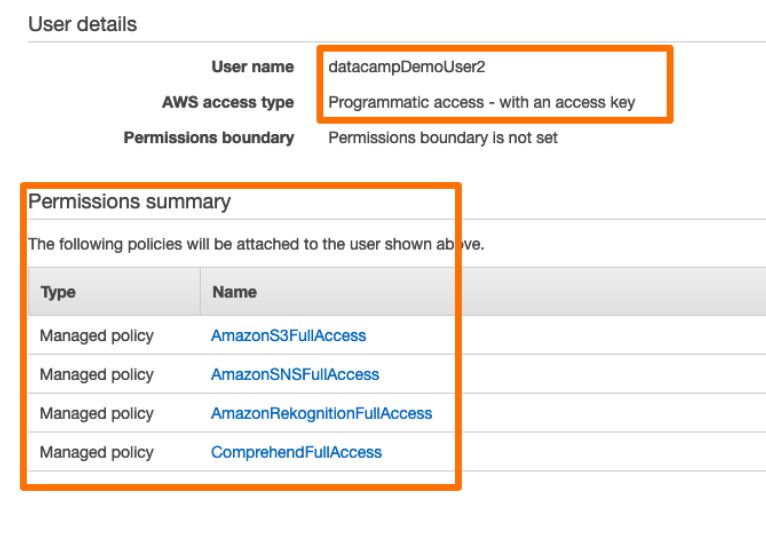 User details
User name datacampDemoUser2
AWS access type Programmatic access - with an access key
Permissions boundary Permissions boundary is not set
Permissions summary
The following policies will be attached to the user shown above.
Type Name
Managed policy AmazonS3FullAccess
Managed policy AmazonSNSFullAccess
Managed policy AmazonRekognitionFullAccess
Managed policy ComprehendFullAccess